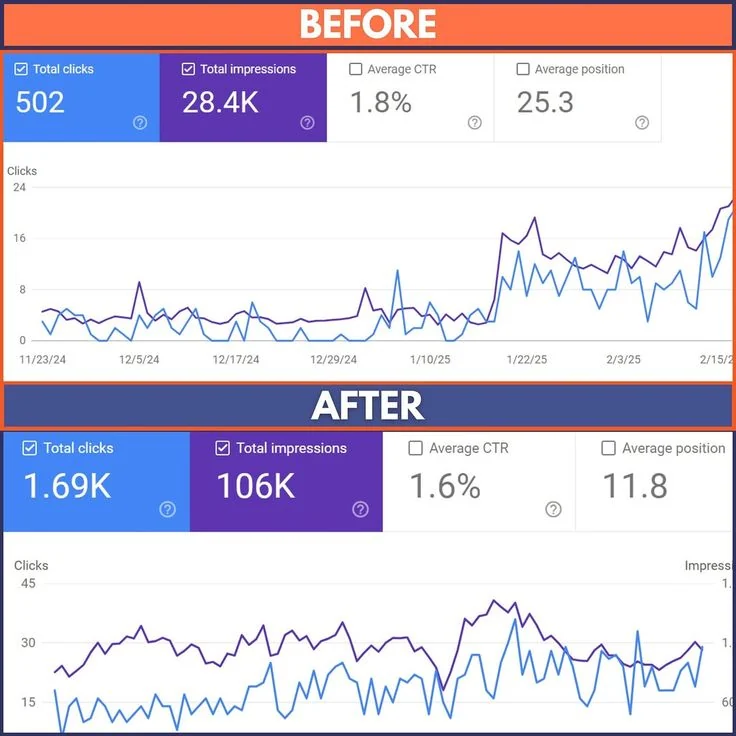 BEFORE
Total clicks Total impressions Average CTR Average position
502 28.4K 1.8% 25.3
Clicks
24
16
8
0
11/23/24 12/5/24 12/17/24 12/29/24 1/10/25 1/22/25 2/3/25 2/15/2
AFTER
Total clicks Total impressions Average CTR Average position
1.69K 106K 1.6% 11.8
Clicks Impress
45 1.
30 1.
15 60